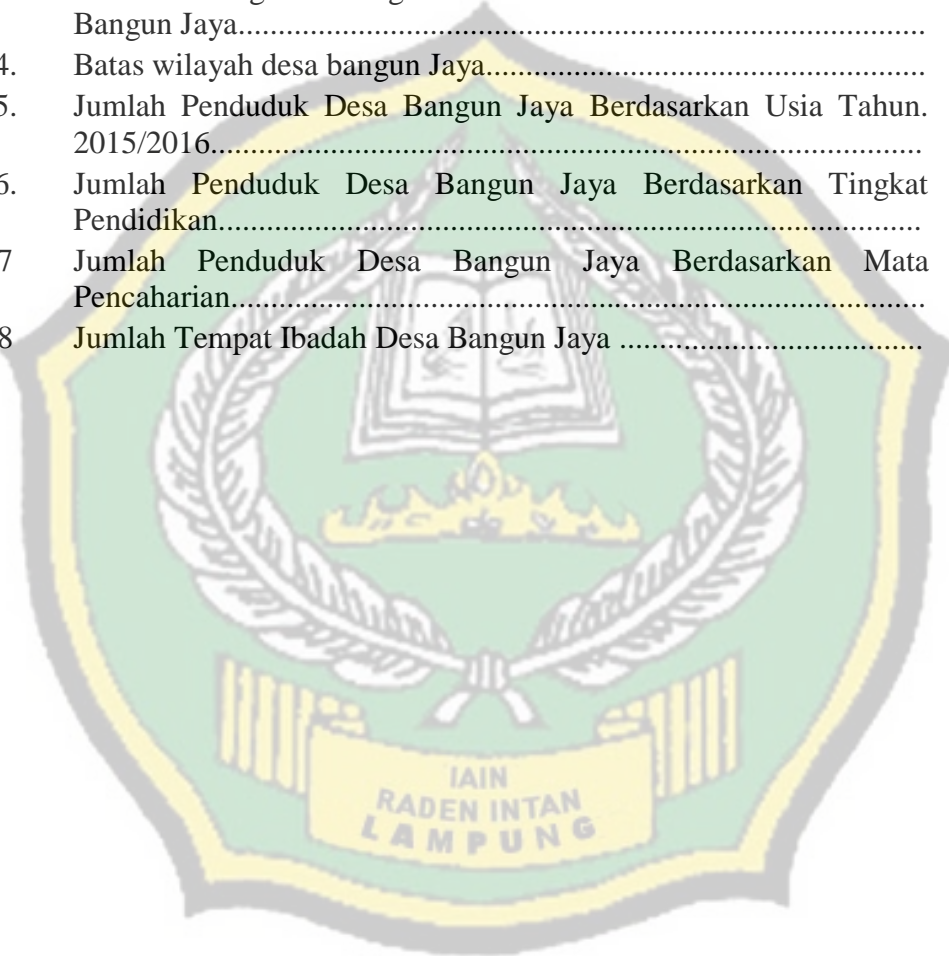 Bangun Jaya.....................................................................................
4. Batas wilayah desa bangun Jaya......................................................
5. Jumlah Penduduk Desa Bangun Jaya Berdasarkan Usia Tahun.
2015/2016........................................................................................
6. Jumlah Penduduk Desa Bangun Jaya Berdasarkan Tingkat
Pendidikan.......................................................................................
7 Jumlah Penduduk Desa Bangun Jaya Berdasarkan Mata
Pencaharian......................................................................................
8 Jumlah Tempat Ibadah Desa Bangun Jaya .....................................
IAIN
RADEN INTAN
LAMPUNG